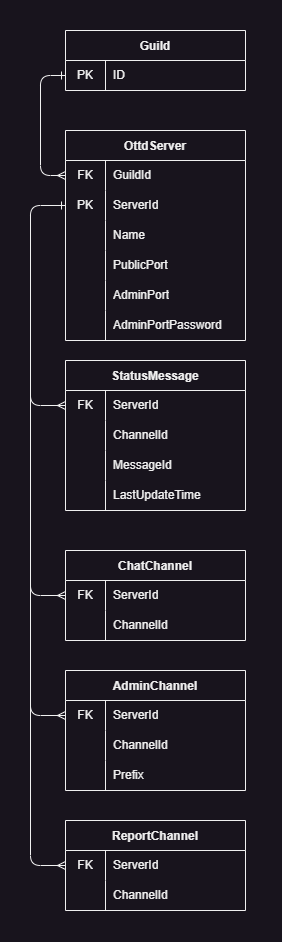 Guild
PK ID
OttdServer
FK GuildId
PK ServerId
Name
PublicPort
AdminPort
AdminPortPassword
StatusMessage
FK ServerId
ChannelId
MessageId
LastUpdateTime
ChatChannel
FK ServerId
ChannelId
AdminChannel
FK ServerId
ChannelId
Prefix
ReportChannel
FK ServerId
ChannelId